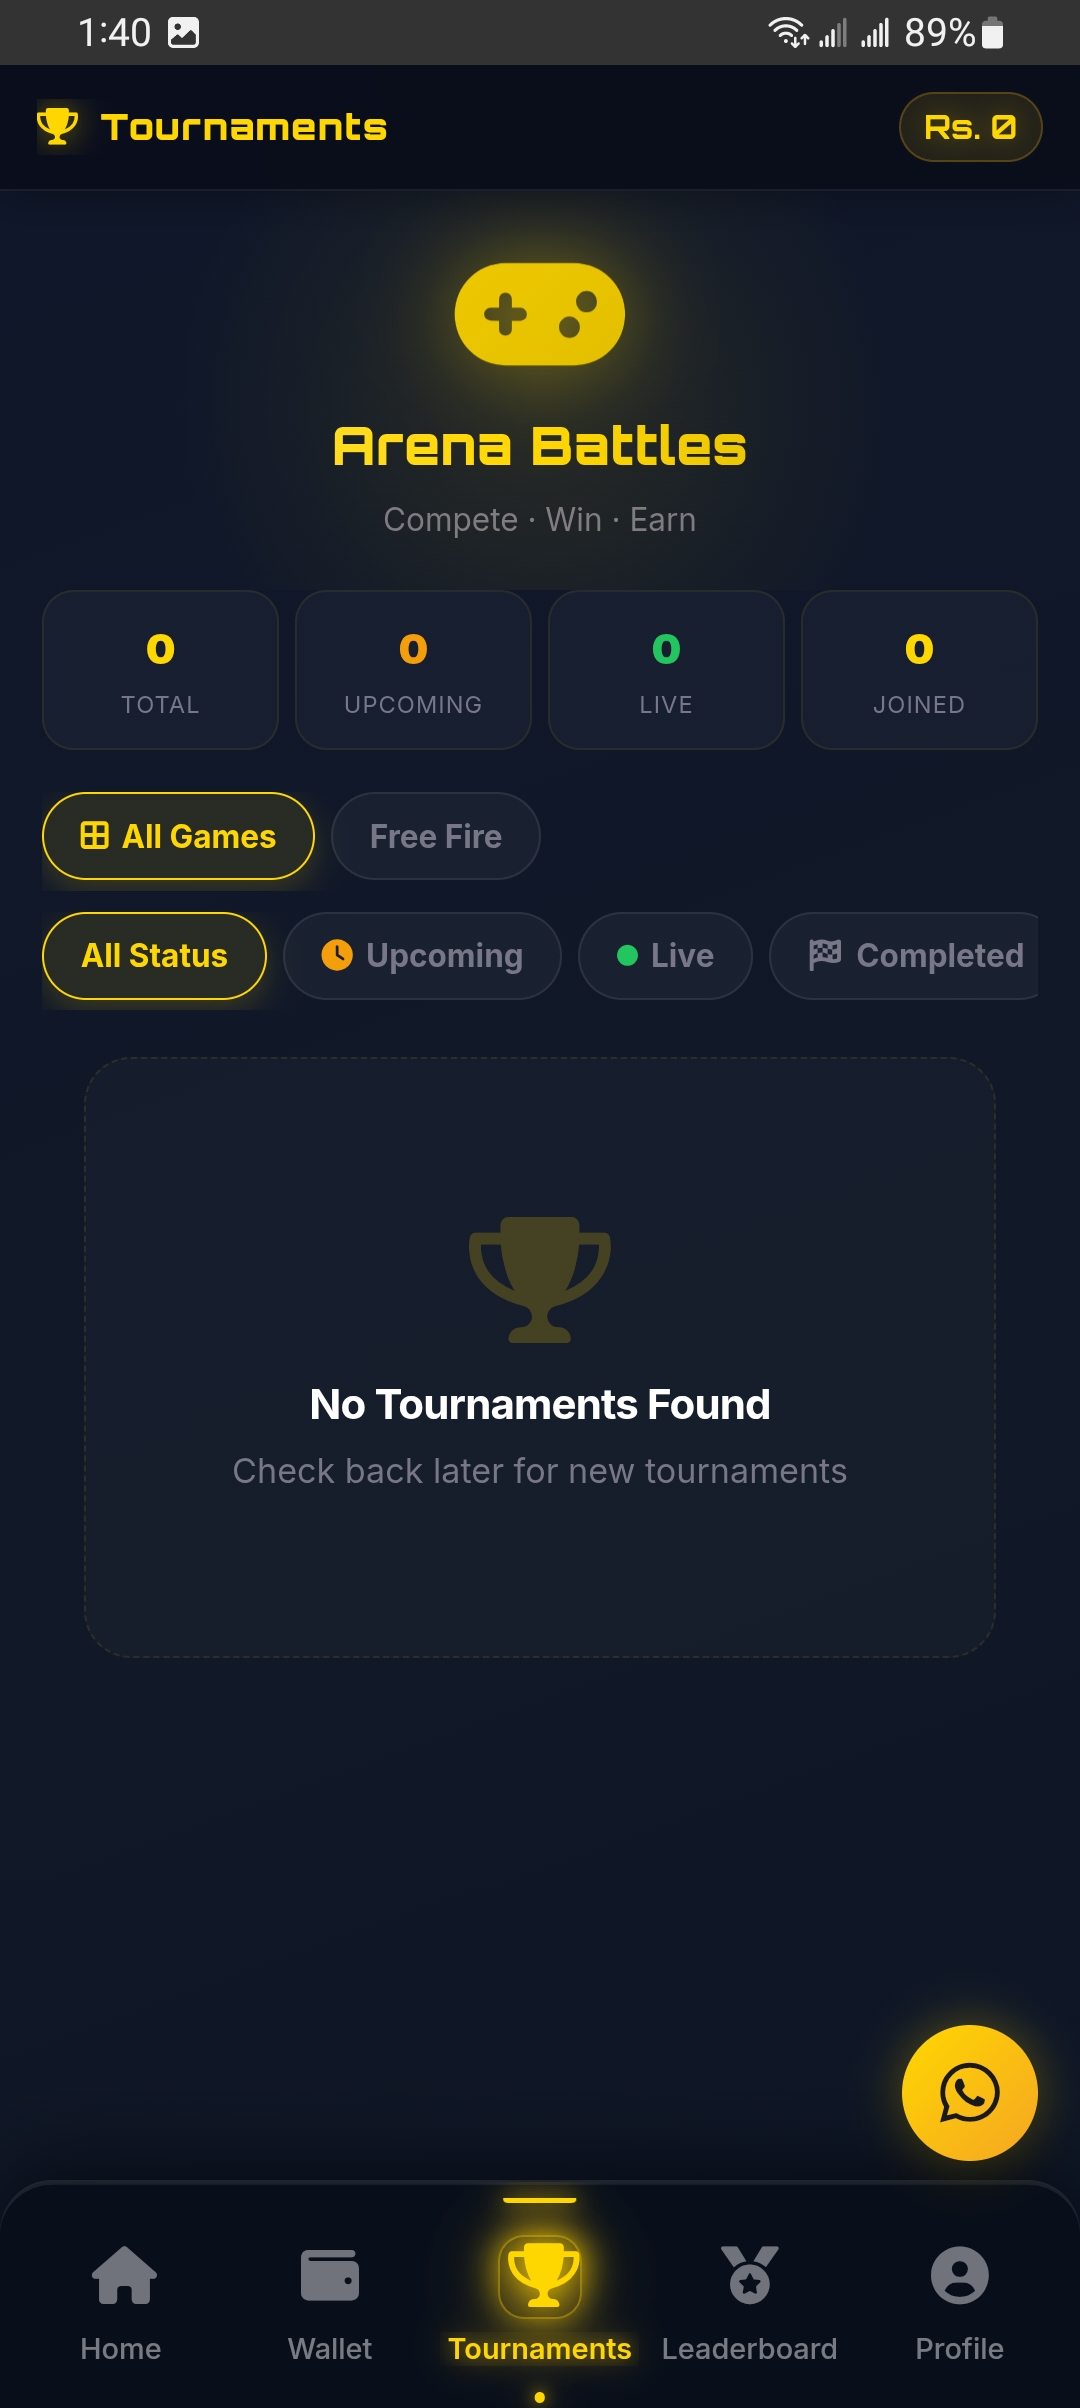 1:40 89%
Tournaments Rs. 0
Arena Battles
Compete · Win · Earn
0 0 0 0
TOTAL UPCOMING LIVE JOINED
All Games Free Fire
All Status Upcoming Live Completed
No Tournaments Found
Check back later for new tournaments
Home Wallet Tournaments Leaderboard Profile